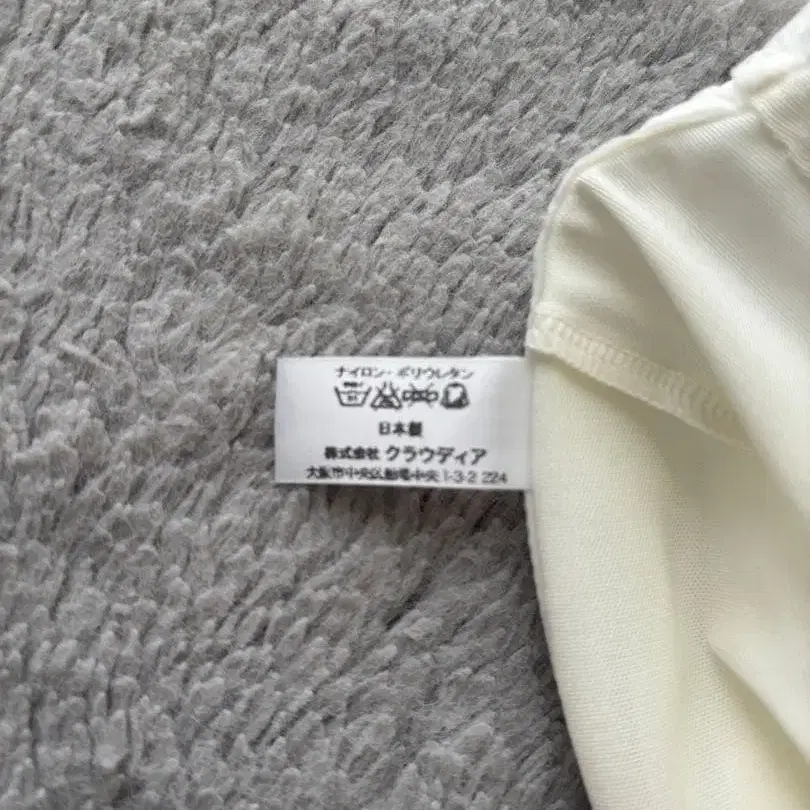 ナイロン・ポリウレタン
日本製
株式会社 クラウディア
大阪市中央区船場中央 1-3-2 224